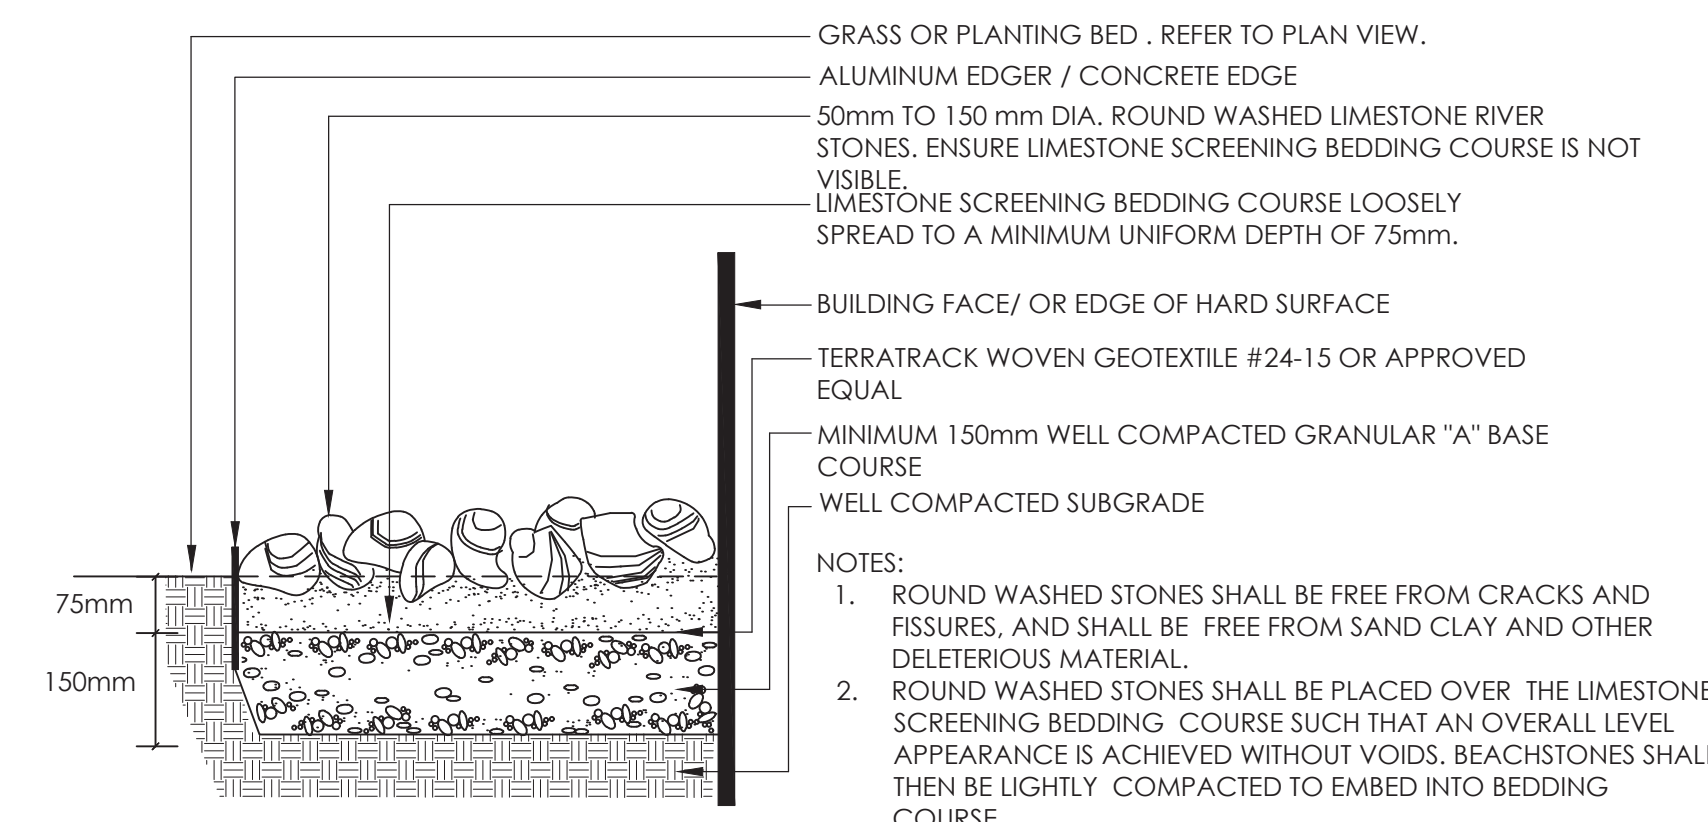 GRASS OR PLANTING BED . REFER TO PLAN VIEW.
ALUMINUM EDGER / CONCRETE EDGE
50mm TO 150 mm DIA. ROUND WASHED LIMESTONE RIVER
STONES. ENSURE LIMESTONE SCREENING BEDDING COURSE IS NOT
VISIBLE.
LIMESTONE SCREENING BEDDING COURSE LOOSELY
SPREAD TO A MINIMUM UNIFORM DEPTH OF 75mm.
BUILDING FACE/ OR EDGE OF HARD SURFACE
TERRATRACK WOVEN GEOTEXTILE #24-15 OR APPROVED
EQUAL
MINIMUM 150mm WELL COMPACTED GRANULAR "A" BASE
COURSE
WELL COMPACTED SUBGRADE
75mm
150mm
NOTES:
1. ROUND WASHED STONES SHALL BE FREE FROM CRACKS AND
FISSURES, AND SHALL BE FREE FROM SAND CLAY AND OTHER
DELETERIOUS MATERIAL.
2. ROUND WASHED STONES SHALL BE PLACED OVER THE LIMESTONE
SCREENING BEDDING COURSE SUCH THAT AN OVERALL LEVEL
APPEARANCE IS ACHIEVED WITHOUT VOIDS. BEACHSTONES SHALL
THEN BE LIGHTLY COMPACTED TO EMBED INTO BEDDING
COURSE